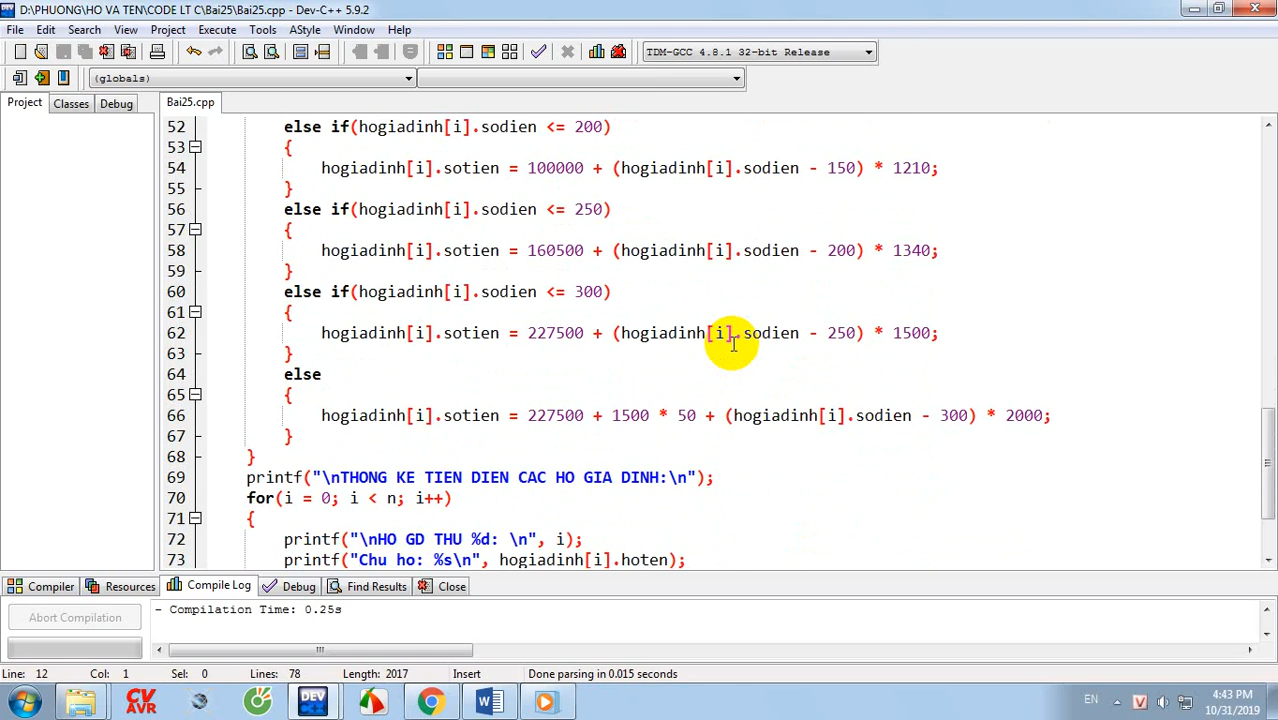 D:\PHUONG\HO VA TEN\CODE LT C\Bai25\Bai25.cpp - Dev-C++ 5.9.2
File Edit Search View Project Execute Tools AStyle Window Help
TDM-GCC 4.8.1 32-bit Release
(globals)
Project Classes Debug Bai25.cpp
52 else if(hogiadinh[i].sodien <= 200)
53 {
54 hogiadinh[i].sotien = 100000 + (hogiadinh[i].sodien - 150) * 1210;
55 }
56 else if(hogiadinh[i].sodien <= 250)
57 {
58 hogiadinh[i].sotien = 160500 + (hogiadinh[i].sodien - 200) * 1340;
59 }
60 else if(hogiadinh[i].sodien <= 300)
61 {
62 hogiadinh[i].sotien = 227500 + (hogiadinh[i].sodien - 250) * 1500;
63 }
64 else
65 {
66 hogiadinh[i].sotien = 227500 + 1500 * 50 + (hogiadinh[i].sodien - 300) * 2000;
67 }
68 }
69 printf("\nTHONG KE TIEN DIEN CAC HO GIA DINH:\n");
70 for(i = 0; i < n; i++)
71 {
72 printf("\nHO GD THU %d: \n", i);
73 printf("Chu ho: %s\n", hogiadinh[i].hoten);
Compiler Resources Compile Log Debug Find Results Close
Abort Compilation
- Compilation Time: 0.25s
Line: 12 Col: 1 Sel: 0 Lines: 78 Length: 2017 Insert Done parsing in 0.015 seconds
CV AVR
DEV C++
EN
4:43 PM
10/31/2019